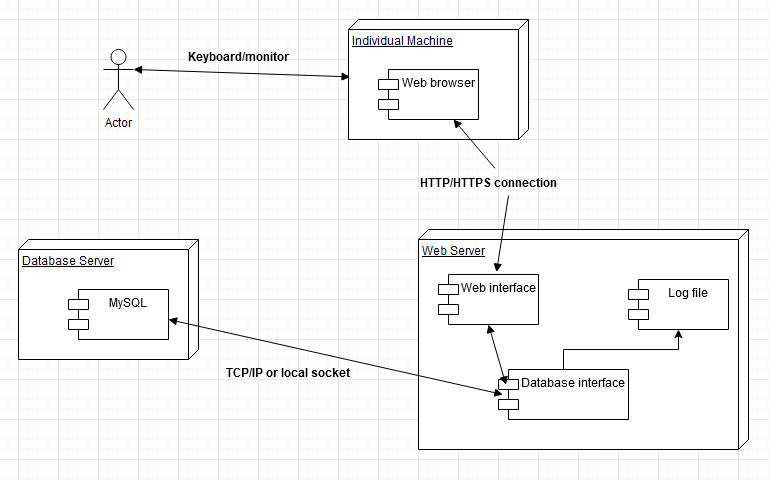 Individual Machine
Keyboard/monitor
Web browser
Actor
HTTP/HTTPS connection
Web Server
Database Server
Web interface
Log file
MySQL
TCP/IP or local socket
Database interface